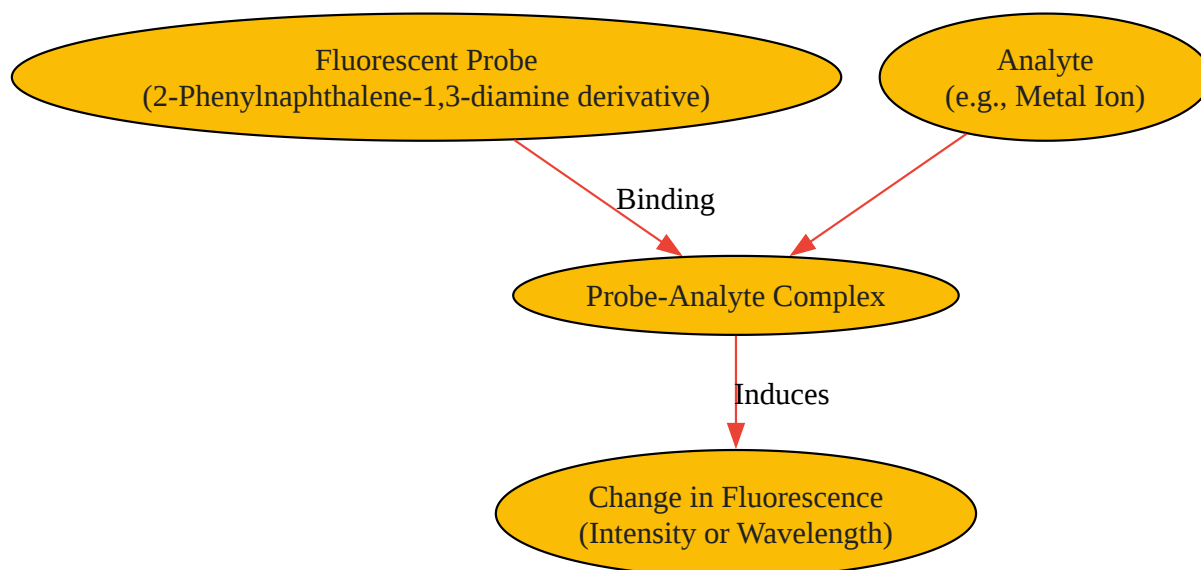 Fluorescent Probe
(2-Phenylnaphthalene-1,3-diamine derivative)
Analyte
(e.g., Metal Ion)
Binding
Probe-Analyte Complex
Induces
Change in Fluorescence
(Intensity or Wavelength)